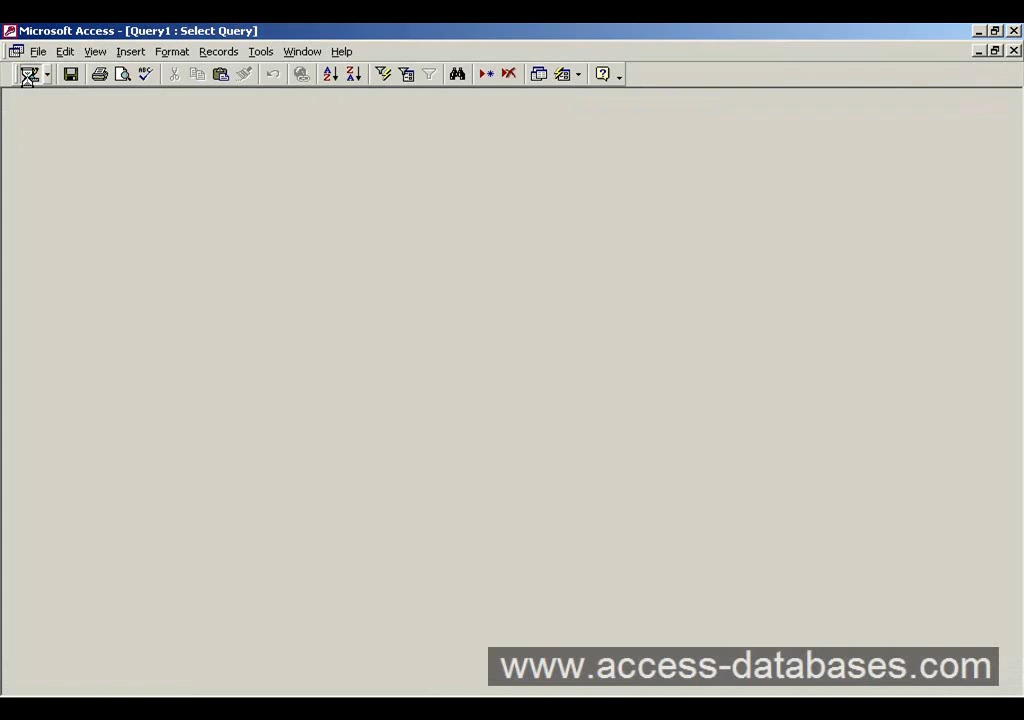 Microsoft Access - [Query1 : Select Query]
File Edit View Insert Format Records Tools Window Help
www.access-databases.com